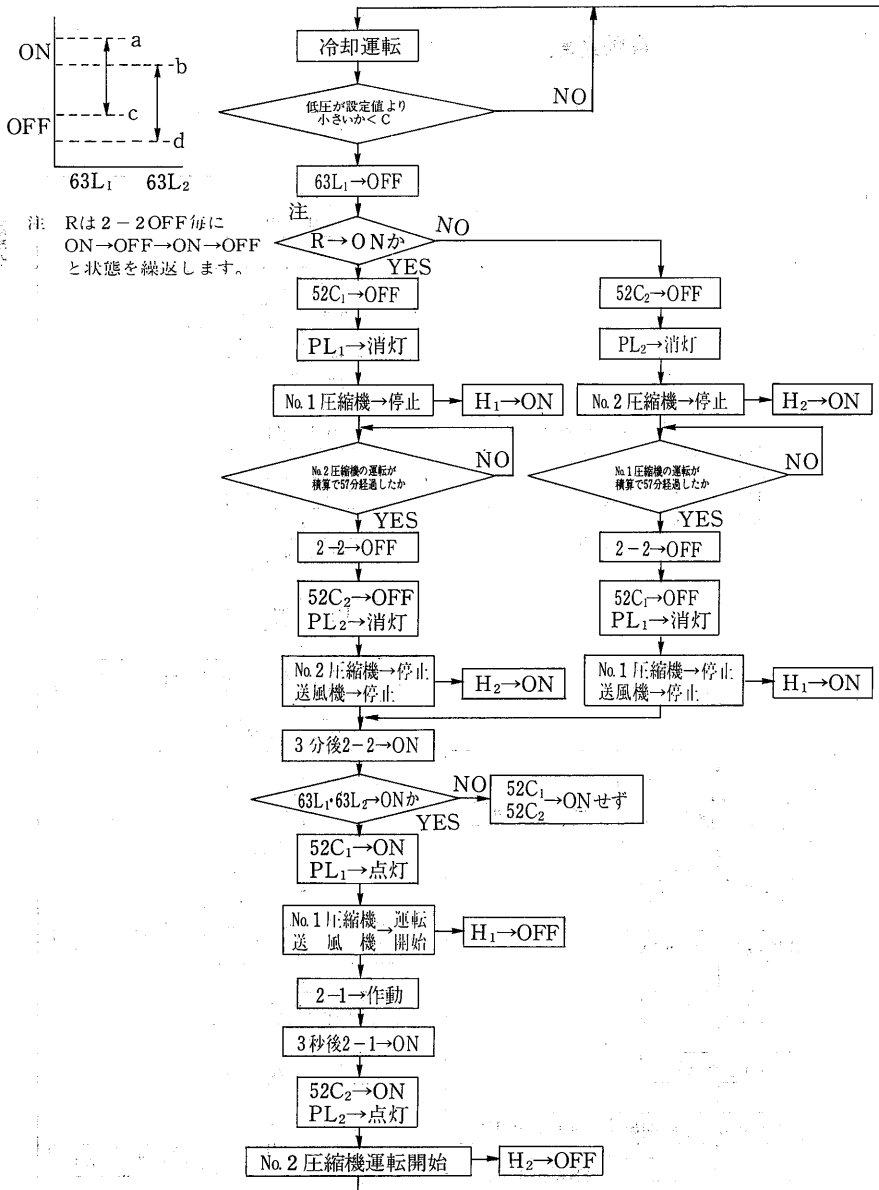 ON
OFF
a
b
c
d
63L₁ 63L₂
注 Rは2-2OFF毎に
ON→OFF→ON→OFF
と状態を繰返します。
冷却運転
低圧が設定値より
小さいか< C
NO
63L₁→OFF
注
R→ONか
NO
YES
52C₁→OFF
PL₁→消灯
No.1圧縮機→停止
H₁→ON
No.2圧縮機の運転が
積算で57分経過したか
NO
YES
2-2→OFF
52C₂→OFF
PL₂→消灯
No.2圧縮機→停止
送風機→停止
H₂→ON
52C₂→OFF
PL₂→消灯
No.2圧縮機→停止
H₂→ON
No.1圧縮機の運転が
積算で57分経過したか
NO
YES
2-2→OFF
52C₁→OFF
PL₁→消灯
No.1圧縮機→停止
送風機→停止
H₁→ON
3分後2-2→ON
63L₁・63L₂→ONか
NO
52C₁
52C₂
→ONせず
YES
52C₁→ON
PL₁→点灯
No.1圧縮機→運転
送風機 開始
H₁→OFF
2-1→作動
3秒後2-1→ON
52C₂→ON
PL₂→点灯
No.2圧縮機運転開始
H₂→OFF